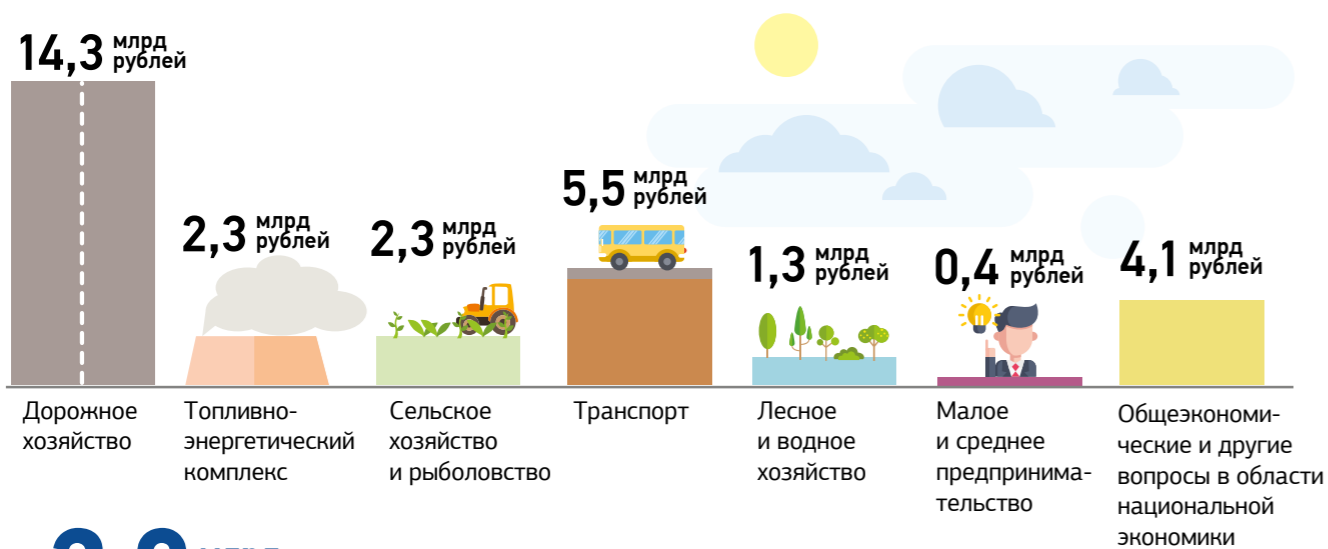 14,3 млрд
рублей
5,5 млрд
рублей
2,3 млрд
рублей
2,3 млрд
рублей
1,3 млрд
рублей
0,4 млрд
рублей
4,1 млрд
рублей
Дорожное
хозяйство
Топливно-
энергетический
комплекс
Сельское
хозяйство
и рыболовство
Транспорт
Лесное
и водное
хозяйство
Малое
и среднее
предпринима-
тельство
Общеэкономи-
ческие и другие
вопросы в области
национальной
экономики